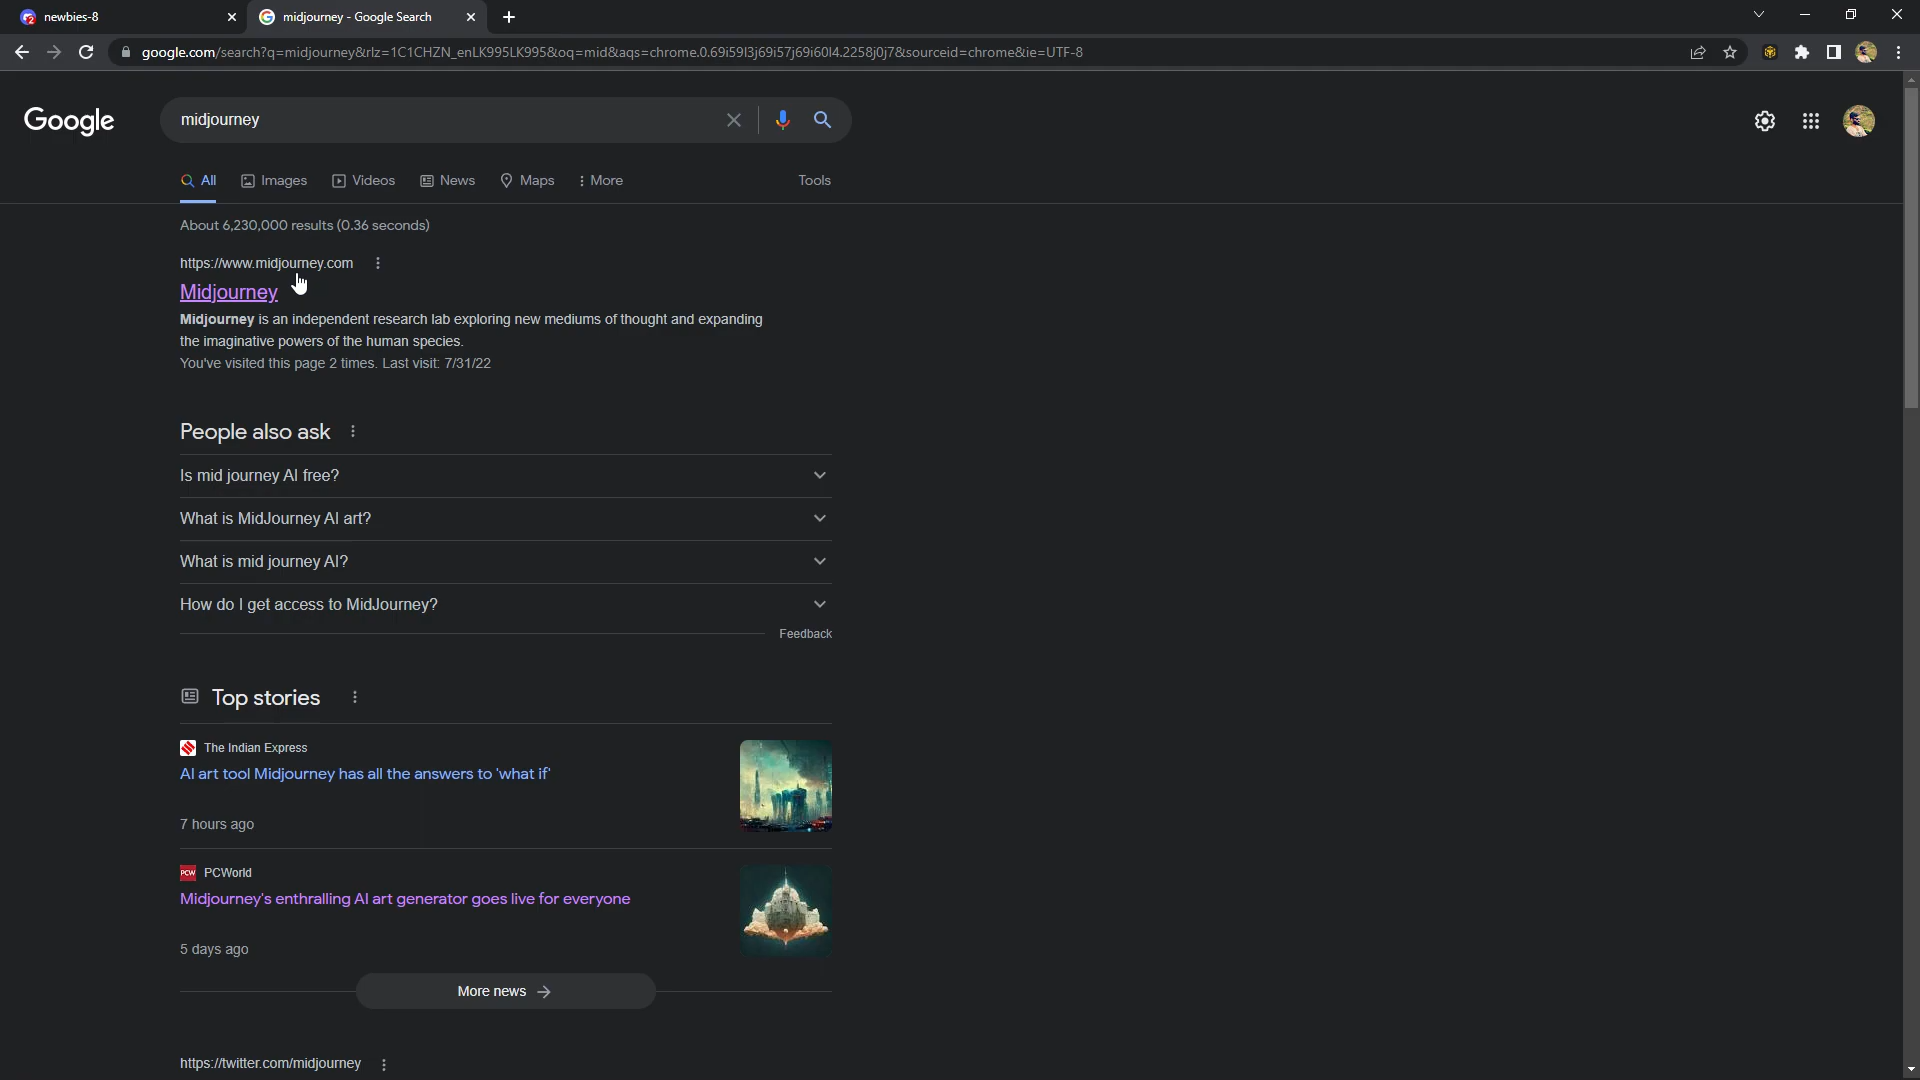 newbies-8
midjourney - Google Search
google.com/search?q=midjourney&rlz=1C1CHZN_enLK995LK995&oq=mid&aqs=chrome.0.69i59l3j69i57j69i60l4.2258j0j7&sourceid=chrome&ie=UTF-8
Google
midjourney
All Images Videos News Maps More Tools
About 6,230,000 results (0.36 seconds)
https://www.midjourney.com
Midjourney
Midjourney is an independent research lab exploring new mediums of thought and expanding
the imaginative powers of the human species.
You've visited this page 2 times. Last visit: 7/31/22
People also ask
Is mid journey AI free?
What is MidJourney AI art?
What is mid journey AI?
How do I get access to MidJourney?
Feedback
Top stories
The Indian Express
AI art tool Midjourney has all the answers to 'what if'
7 hours ago
PCW PCWorld
Midjourney's enthralling AI art generator goes live for everyone
5 days ago
More news
https://twitter.com/midjourney